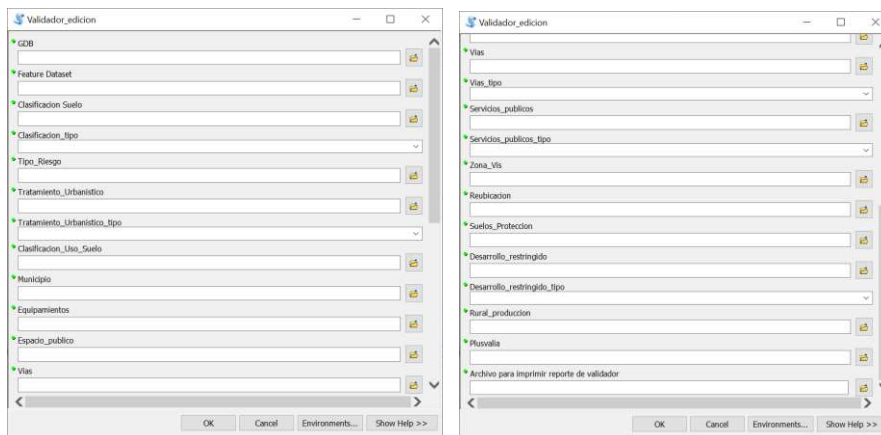 Validador_edicion
GDB
Feature Dataset
Clasificacion Suelo
Clasificacion_tipo
Tipo_Riesgo
Tratamiento_Urbanistico
Tratamiento_Urbanistico_tipo
Clasificacion_Uso_Suelo
Municipio
Equipamientos
Espacio_publico
Vias
OK Cancel Environments... Show Help >>
Validador_edicion
Vias
Vias_tipo
Servicios_publicos
Servicios_publicos_tipo
Zona_Vis
Reubicacion
Suelos_Proteccion
Desarrollo_restringido
Desarrollo_restringido_tipo
Rural_produccion
Plusvalia
Archivo para imprimir reporte de validador
OK Cancel Environments... Show Help >>